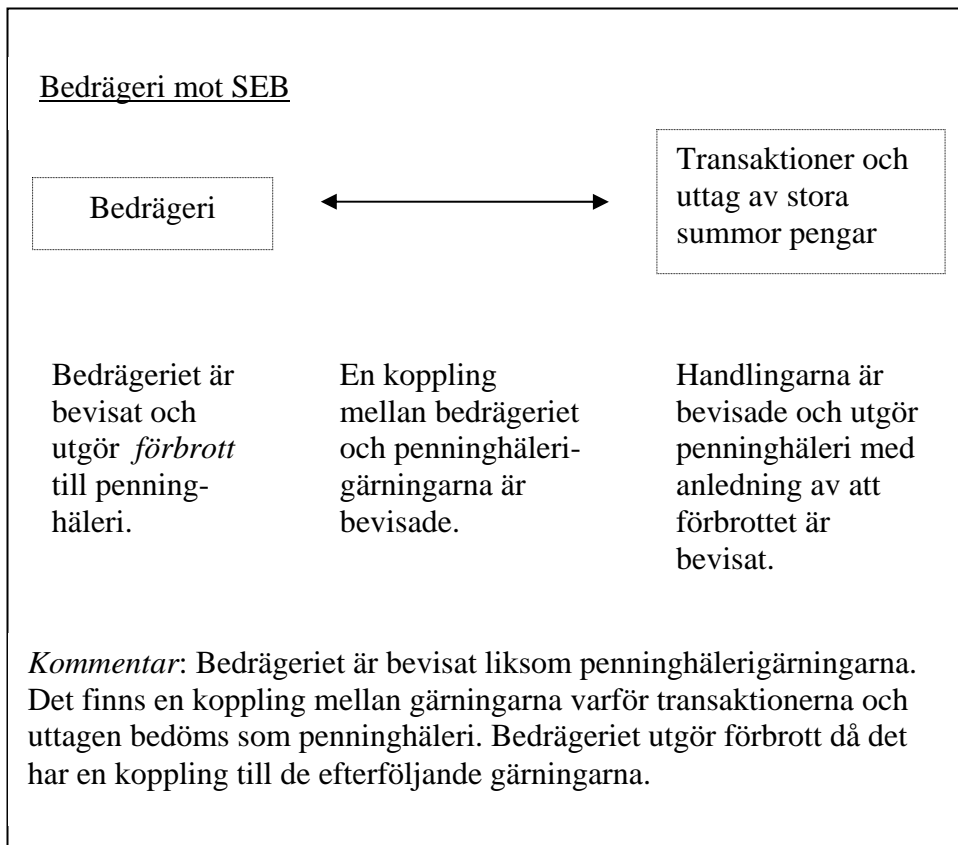 Bedrägeri mot SEB
Bedrägeri
Transaktioner och
uttag av stora
summor pengar
Bedrägeriet är
bevisat och
utgör förbrott
till penning-
häleri.
En koppling
mellan bedrägeriet
och penninghäleri-
gärningarna är
bevisade.
Handlingarna är
bevisade och utgör
penninghäleri med
anledning av att
förbrottet är
bevisat.
Kommentar: Bedrägeriet är bevisat liksom penninghälerigärningarna.
Det finns en koppling mellan gärningarna varför transaktionerna och
uttagen bedöms som penninghäleri. Bedrägeriet utgör förbrott då det
har en koppling till de efterföljande gärningarna.